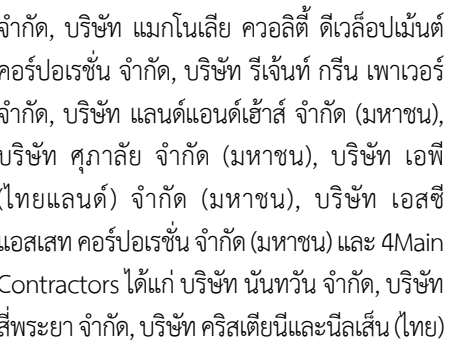 จำกัด, บริษัท แมกโนเลีย ควอลิตี้ ดีเวล็อปเม้นต์
คอร์ปอเรชั่น จำกัด, บริษัท รีเจ้นท์ กรีน เพาเวอร์
จำกัด, บริษัท แลนด์แอนด์เฮ้าส์ จำกัด (มหาชน),
บริษัท ศุภาลัย จำกัด (มหาชน), บริษัท เอพี
(ไทยแลนด์) จำกัด (มหาชน), บริษัท เอสซี
แอสเสท คอร์ปอเรชั่น จำกัด (มหาชน) และ 4Main
Contractors ได้แก่ บริษัท นันทวัน จำกัด, บริษัท
สี่พระยา จำกัด, บริษัท คริสเตียนีและนีลเส็น (ไทย)